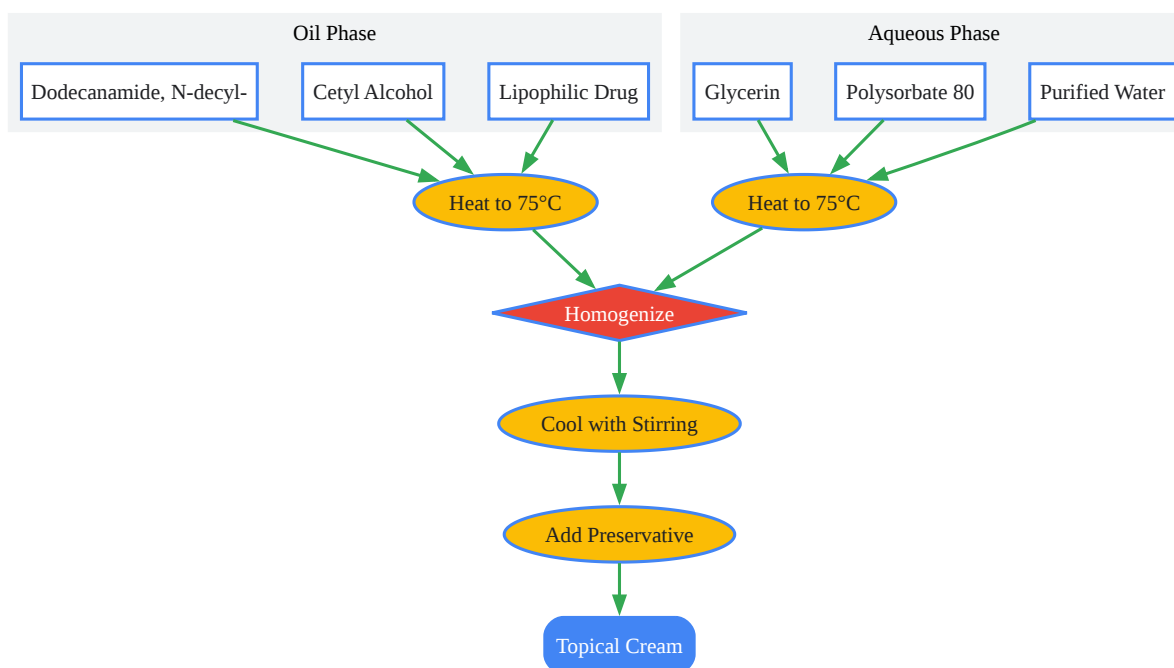 Oil Phase
Aqueous Phase
Dodecanamide, N-decyl-
Cetyl Alcohol
Lipophilic Drug
Glycerin
Polysorbate 80
Purified Water
Heat to 75°C
Heat to 75°C
Homogenize
Cool with Stirring
Add Preservative
Topical Cream